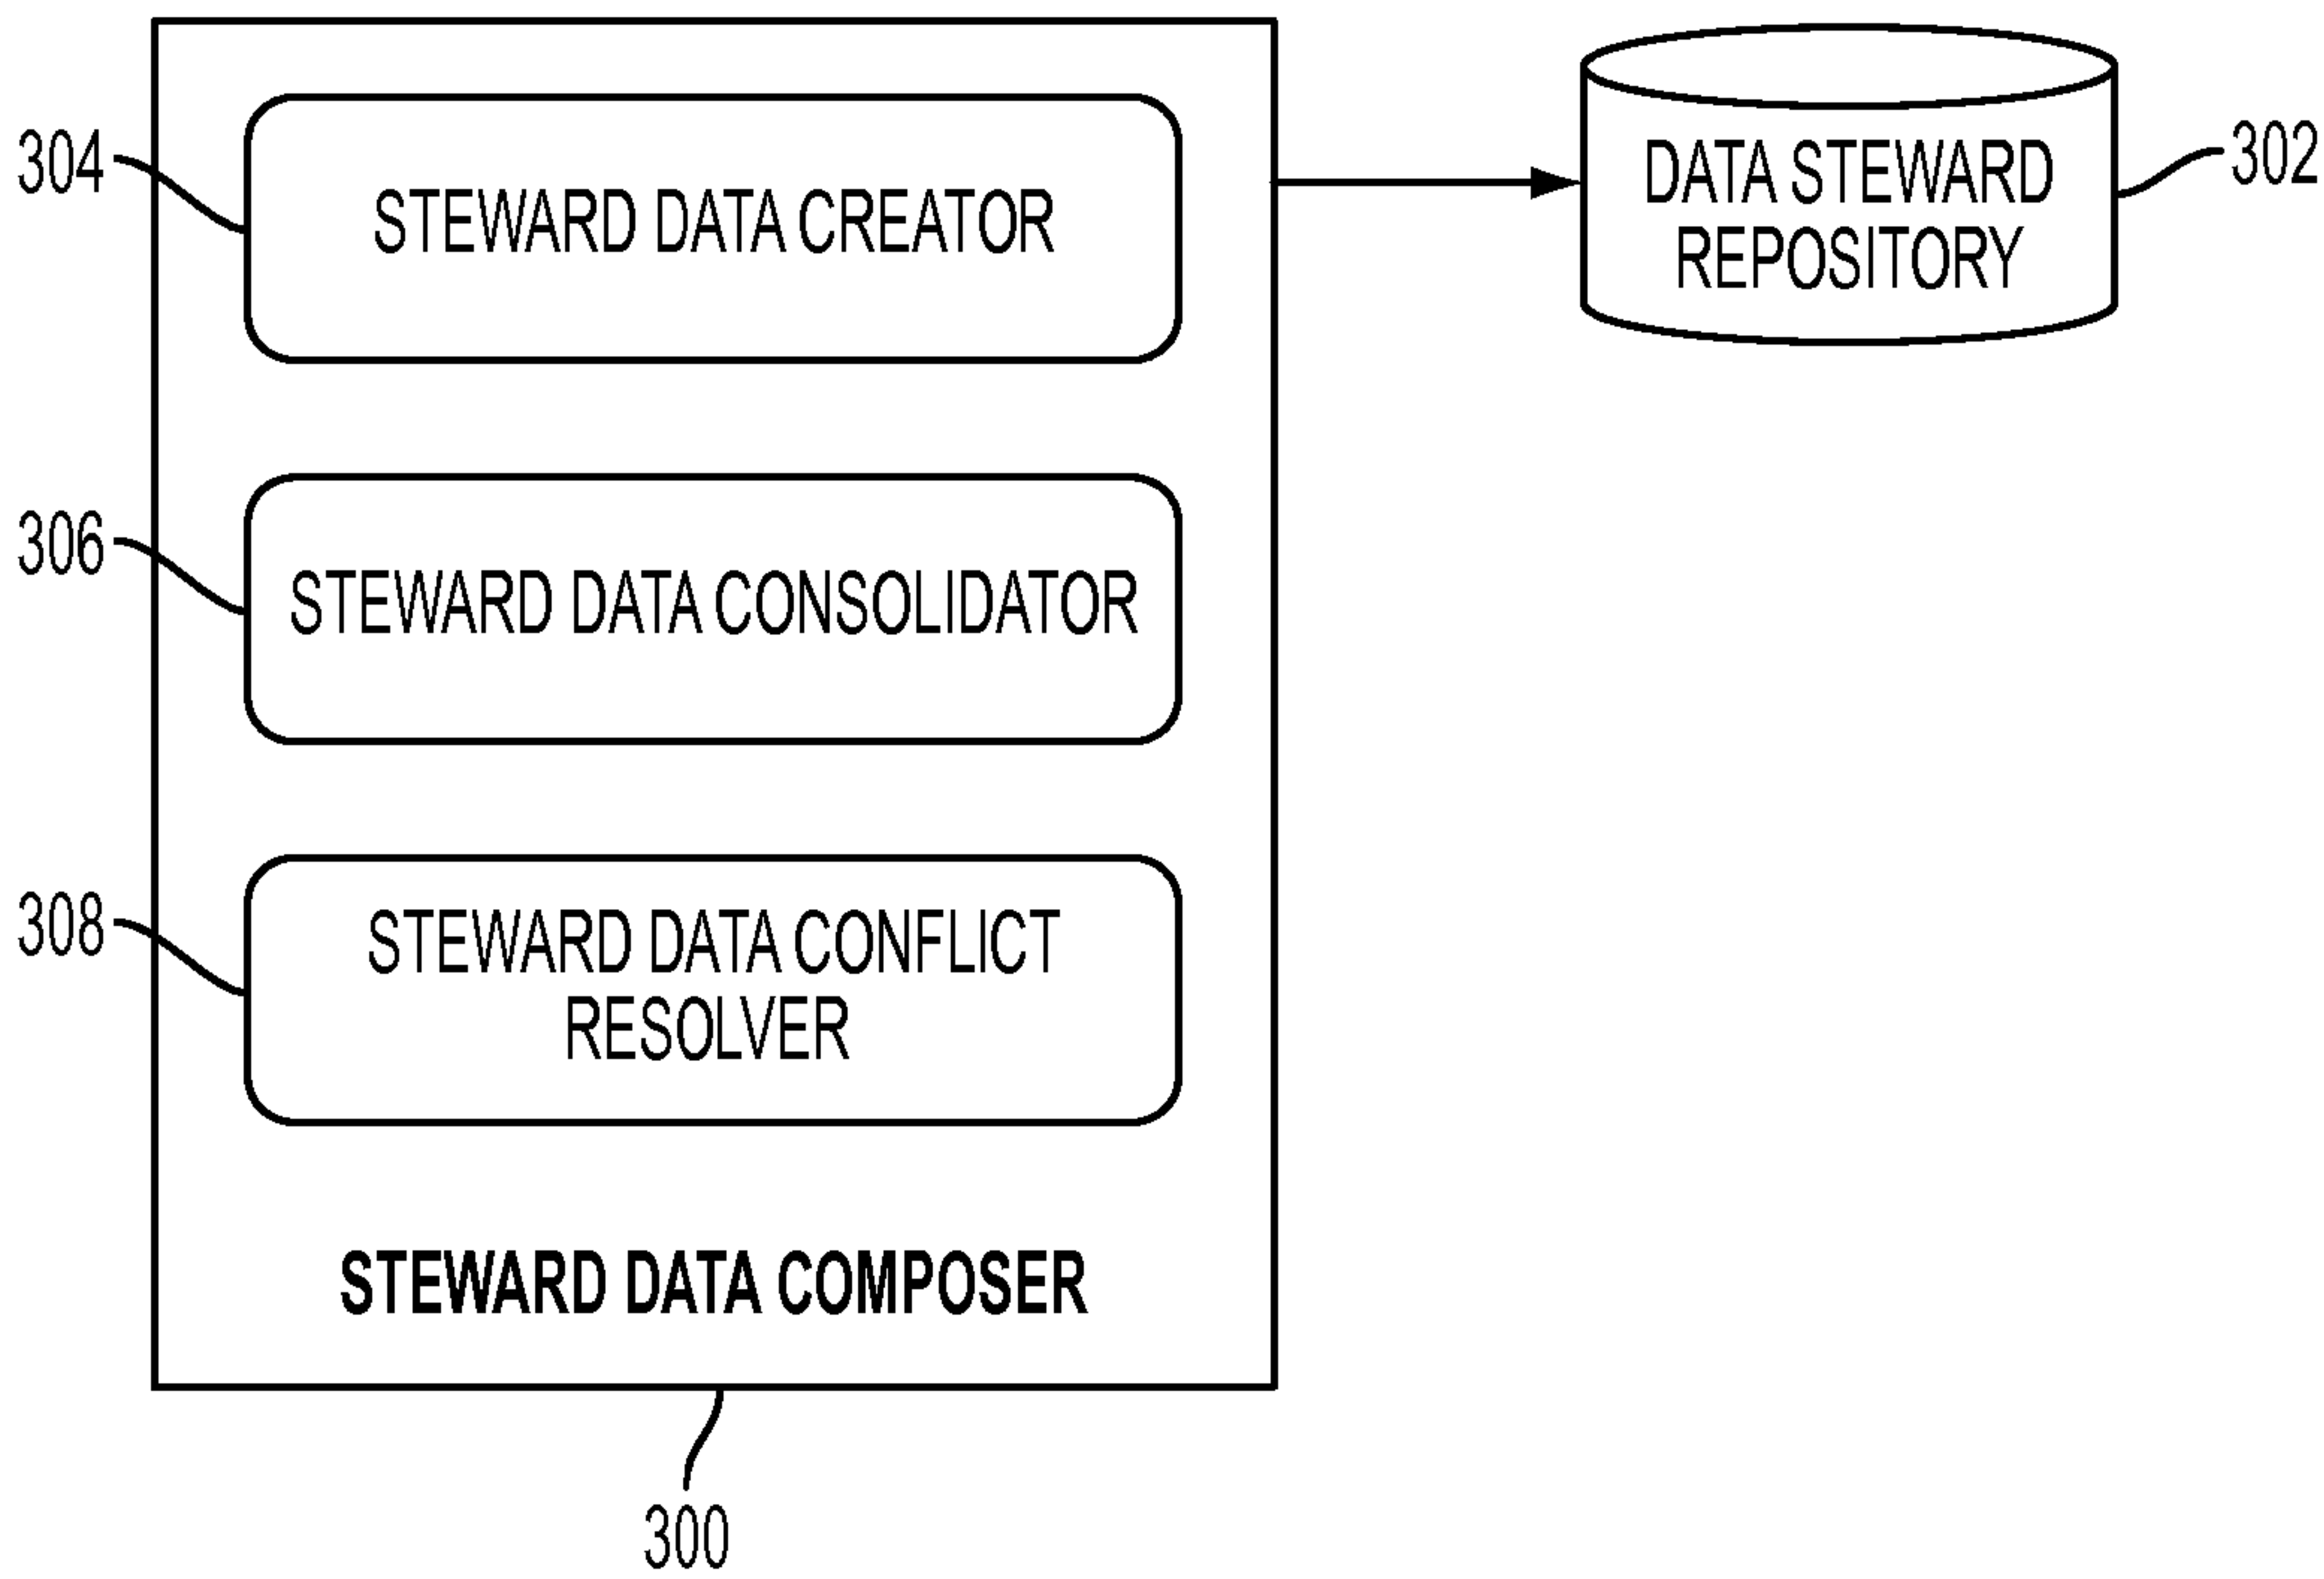 304
STEWARD DATA CREATOR
DATA STEWARD
REPOSITORY
302
306
STEWARD DATA CONSOLIDATOR
308
STEWARD DATA CONFLICT
RESOLVER
STEWARD DATA COMPOSER
300